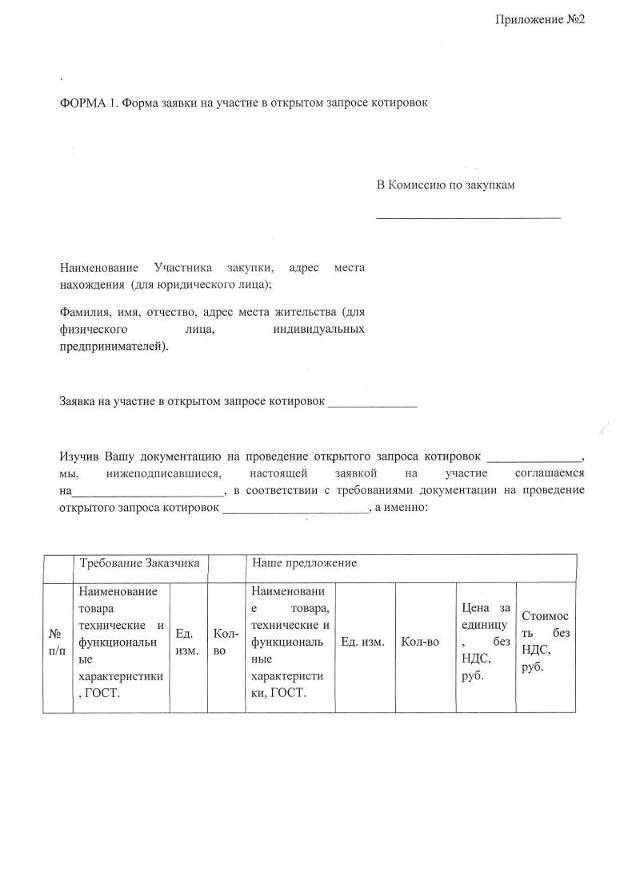 Приложение №2
ФОРМА 1. Форма заявки на участие в открытом запросе котировок
В Комиссию по закупкам
______________________________
Наименование Участника закупки, адрес места
нахождения (для юридического лица);
Фамилия, имя, отчество, адрес места жительства (для
физического лица, индивидуальных
предпринимателей).
Заявка на участие в открытом запросе котировок _______________
Изучив Вашу документацию на проведение открытого запроса котировок ________________,
мы, нижеподписавшиеся, настоящей заявкой на участие соглашаемся
на_________________________, в соответствии с требованиями документации на проведение
открытого запроса котировок ________________________, а именно:
Требование Заказчика
Наше предложение
№
п/п
Наименование
товара
технические и
функциональн
ые
характеристики
, ГОСТ.
Ед.
изм.
Кол-
во
Наименовани
е товара,
технические и
функциональ
ные
характеристи
ки, ГОСТ.
Ед. изм.
Кол-во
Цена за
единицу
, без
НДС,
руб.
Стоимос
ть без
НДС,
руб.